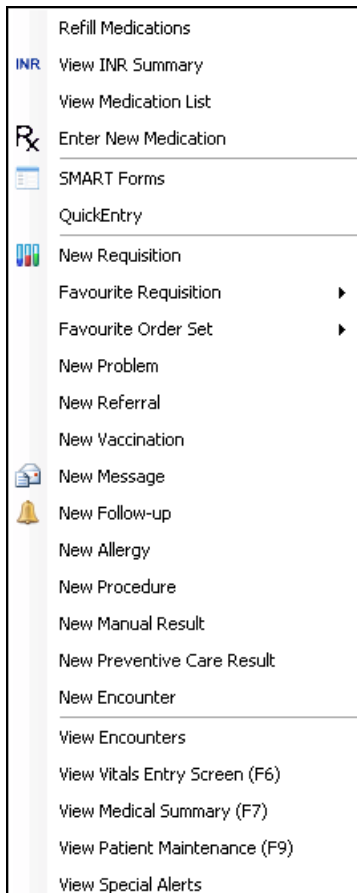 Refill Medications
INR View INR Summary
View Medication List
Rx Enter New Medication
SMART Forms
QuickEntry
New Requisition
Favourite Requisition
Favourite Order Set
New Problem
New Referral
New Vaccination
New Message
New Follow-up
New Allergy
New Procedure
New Manual Result
New Preventive Care Result
New Encounter
View Encounters
View Vitals Entry Screen (F6)
View Medical Summary (F7)
View Patient Maintenance (F9)
View Special Alerts